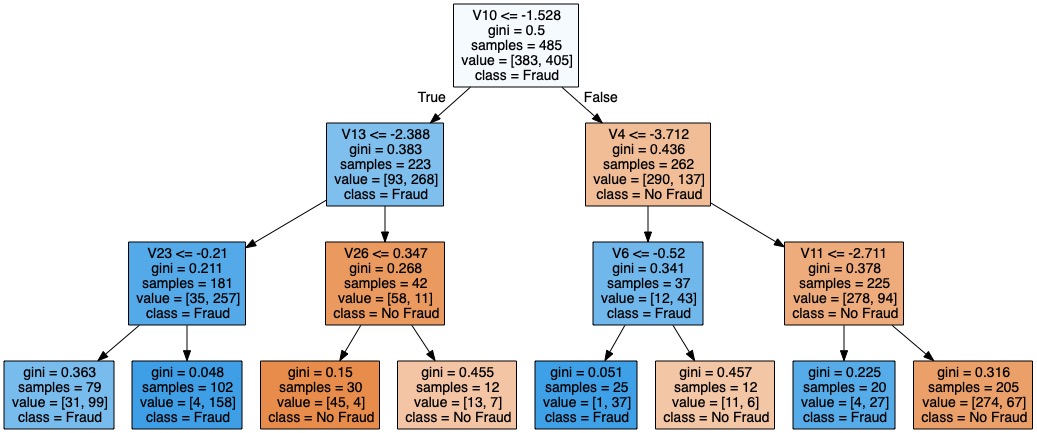 V10 <= -1.528
gini = 0.5
samples = 485
value = [383, 405]
class = Fraud
True
False
V13 <= -2.388
gini = 0.383
samples = 223
value = [93, 268]
class = Fraud
V4 <= -3.712
gini = 0.436
samples = 262
value = [290, 137]
class = No Fraud
V23 <= -0.21
gini = 0.211
samples = 181
value = [35, 257]
class = Fraud
V26 <= 0.347
gini = 0.268
samples = 42
value = [58, 11]
class = No Fraud
V6 <= -0.52
gini = 0.341
samples = 37
value = [12, 43]
class = Fraud
V11 <= -2.711
gini = 0.378
samples = 225
value = [278, 94]
class = No Fraud
gini = 0.363
samples = 79
value = [31, 99]
class = Fraud
gini = 0.048
samples = 102
value = [4, 158]
class = Fraud
gini = 0.15
samples = 30
value = [45, 4]
class = No Fraud
gini = 0.455
samples = 12
value = [13, 7]
class = No Fraud
gini = 0.051
samples = 25
value = [1, 37]
class = Fraud
gini = 0.457
samples = 12
value = [11, 6]
class = No Fraud
gini = 0.225
samples = 20
value = [4, 27]
class = Fraud
gini = 0.316
samples = 205
value = [274, 67]
class = No Fraud